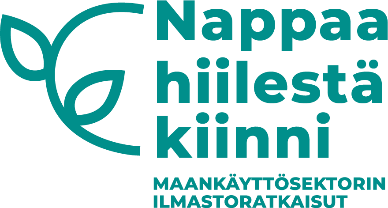 Nappaa
hiilestä
kiinni
MAANKÄYTTÖSEKTORIN
ILMASTORATKAISUT